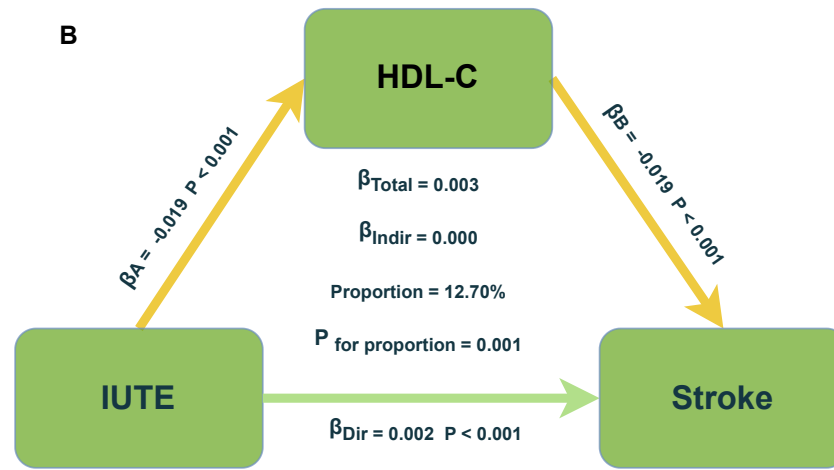 B
HDL-C
βA = -0.019 P < 0.001
βB = -0.019 P < 0.001
βTotal = 0.003
βIndir = 0.000
Proportion = 12.70%
P for proportion = 0.001
IUTE
Stroke
βDir = 0.002 P < 0.001